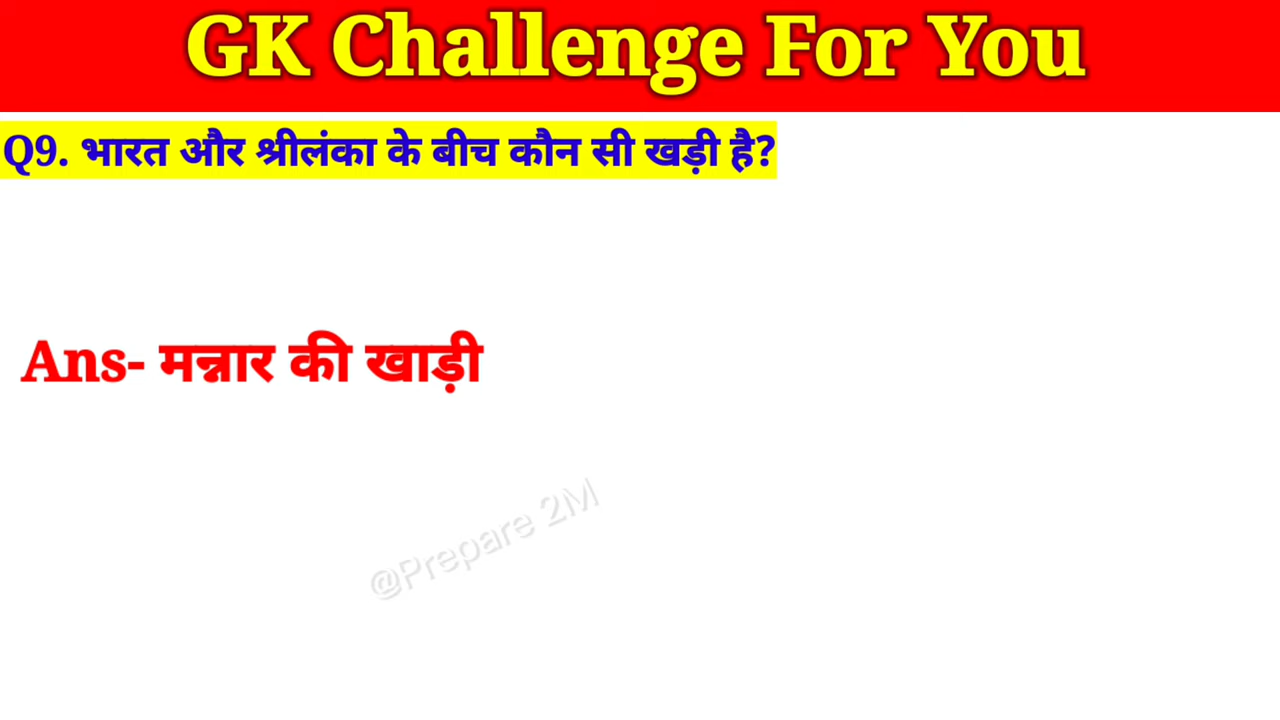 GK Challenge For You
Q9. भारत और श्रीलंका के बीच कौन सी खड़ी है?
Ans- मन्नार की खाड़ी
@Prepare 2M